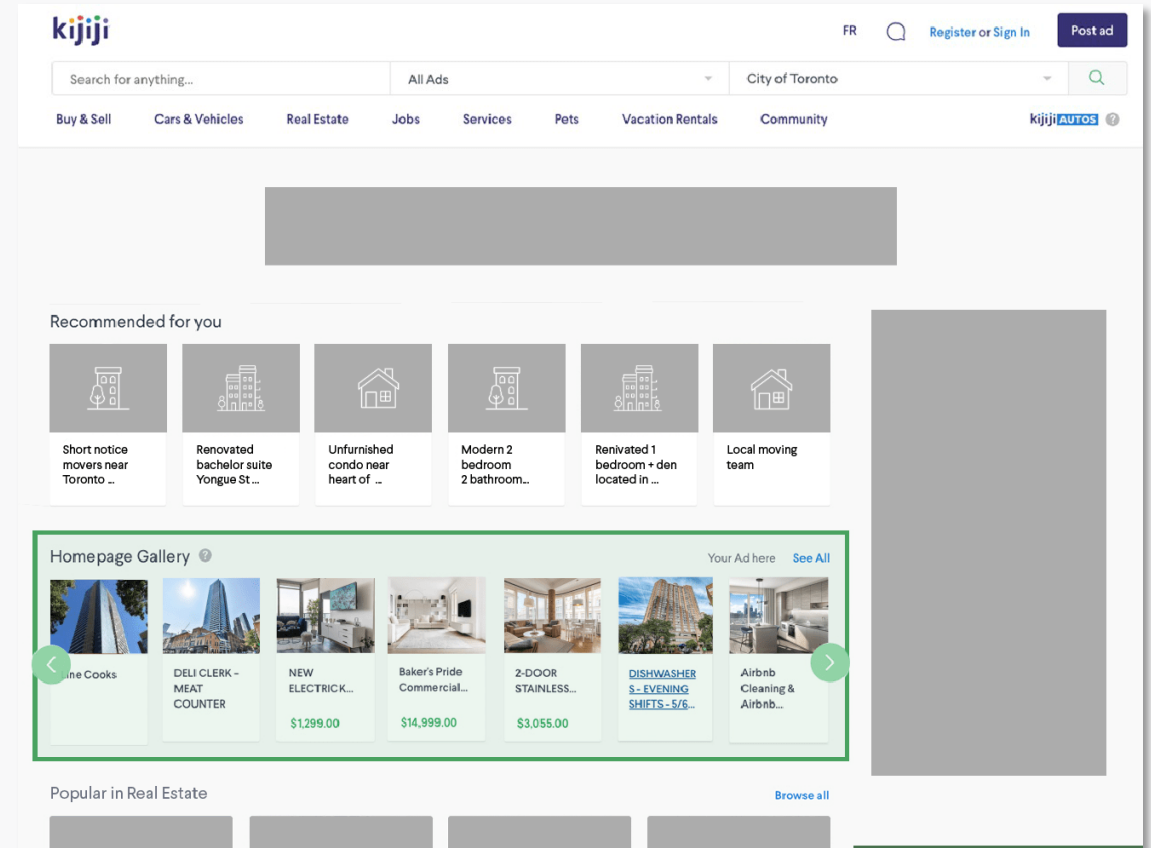 kijiji
FR
Register or Sign In
Post ad
Search for anything...
All Ads
City of Toronto
Buy & Sell
Cars & Vehicles
Real Estate
Jobs
Services
Pets
Vacation Rentals
Community
kijiji AUTOS ?
Recommended for you
Short notice
movers near
Toronto ...
Renovated
bachelor suite
Yongue St ...
Unfurnished
condo near
heart of ...
Modern 2
bedroom
2 bathroom...
Renivated 1
bedroom + den
located in ...
Local moving
team
Homepage Gallery ?
Your Ad here
See All
Cooks
DELI CLERK -
MEAT
COUNTER
NEW
ELECTRICK...
$1,299.00
Baker's Pride
Commercial...
$14,999.00
2-DOOR
STAINLESS...
$3,055.00
DISHWASHER
S - EVENING
SHIFTS - 5/6...
Airbnb
Cleaning &
Airbnb...
Popular in Real Estate
Browse all